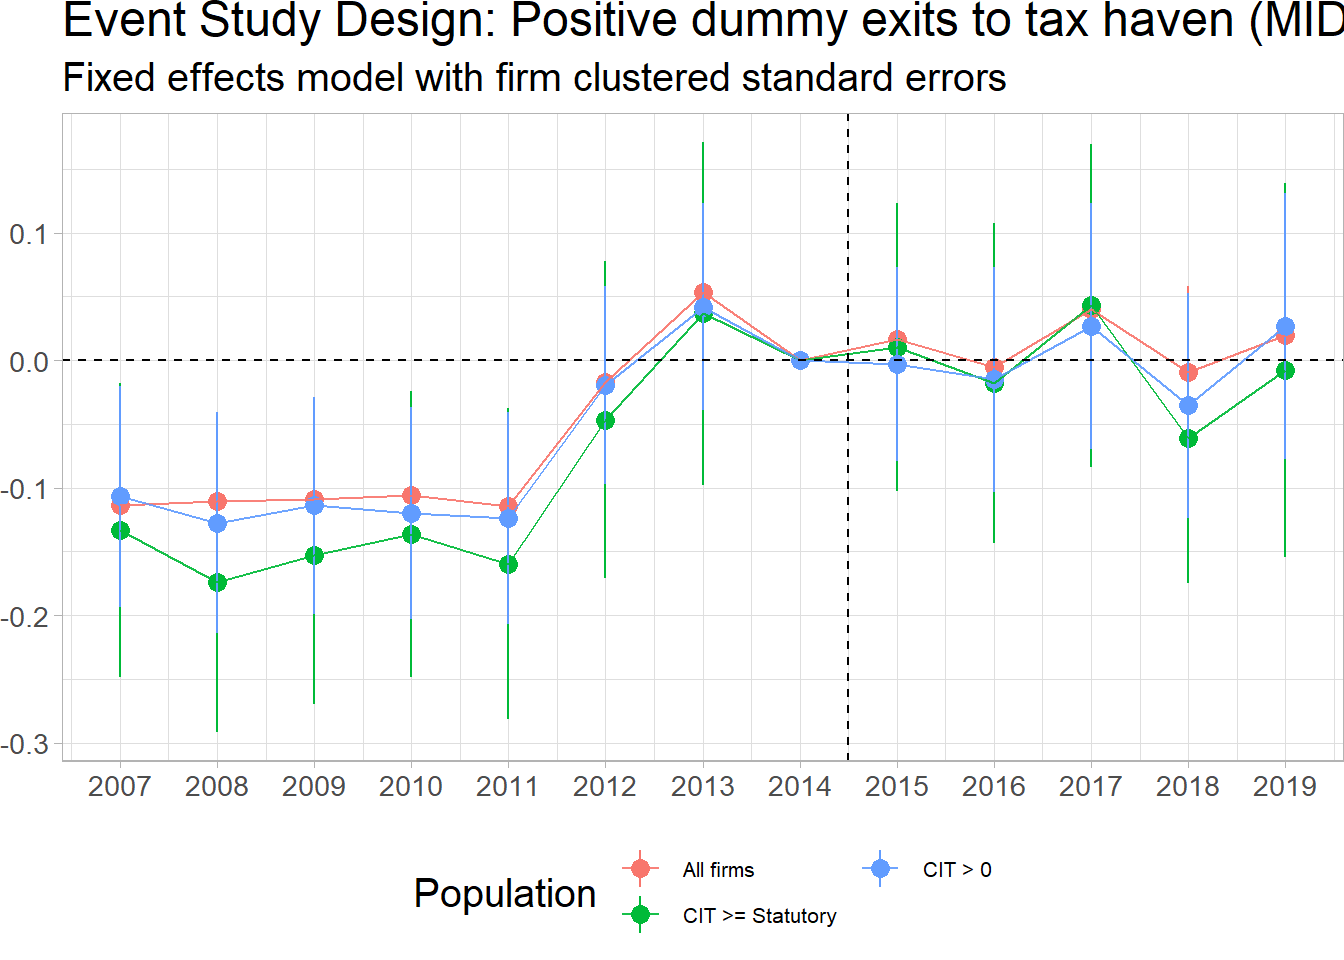 Event Study Design: Positive dummy exits to tax haven (MID
Fixed effects model with firm clustered standard errors
0.1
0.0
-0.1
-0.2
-0.3
2007 2008 2009 2010 2011 2012 2013 2014 2015 2016 2017 2018 2019
Population
All firms
CIT >= Statutory
CIT > 0